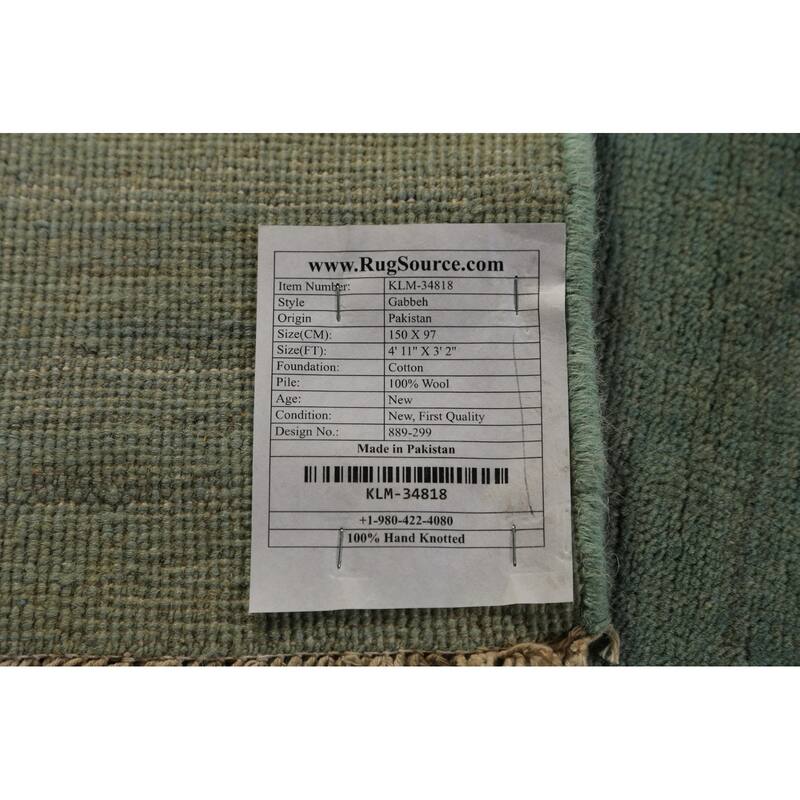 www.RugSource.com
Item Number: KLM-34818
Style Gabbeh
Origin Pakistan
Size(CM): 150 X 97
Size(FT): 4' 11" X 3' 2"
Foundation: Cotton
Pile: 100% Wool
Age: New
Condition: New, First Quality
Design No.: 889-299
Made in Pakistan
KLM-34818
+1-980-422-4080
100% Hand Knotted